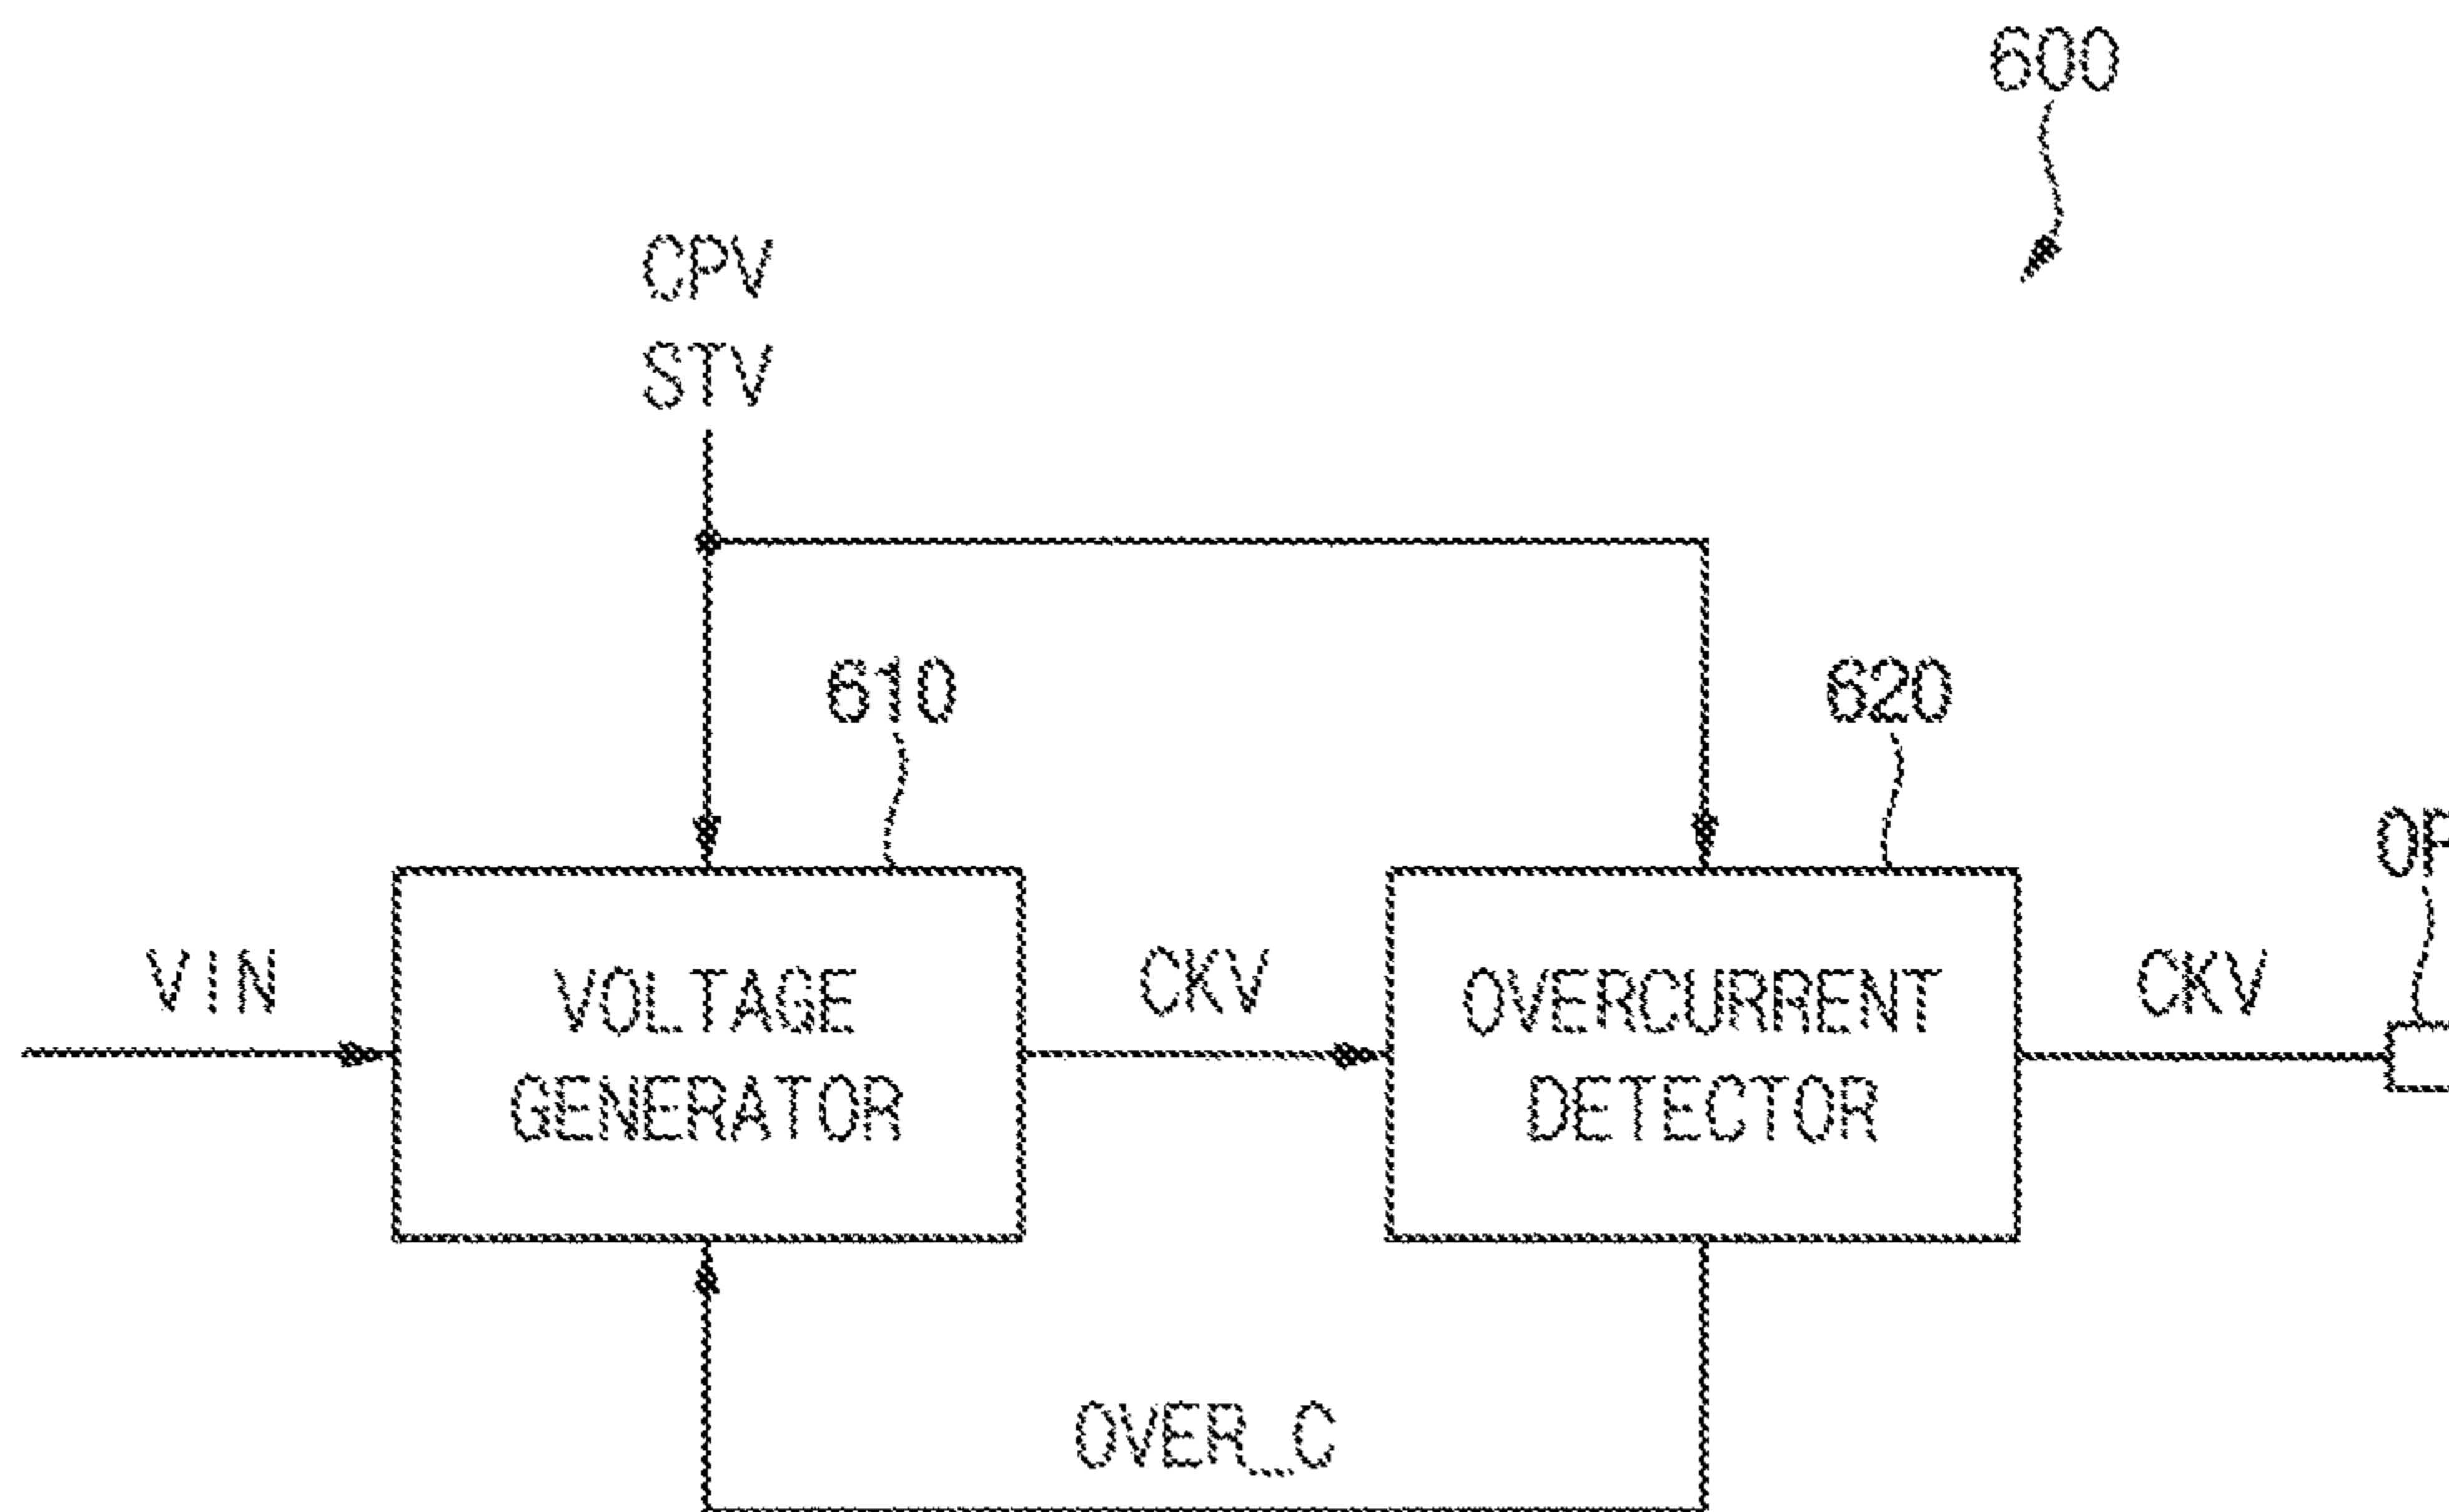 600
CPV
STV
610
620
VIN
VOLTAGE
GENERATOR
CKV
OVERCURRENT
DETECTOR
CKV
OVER_C